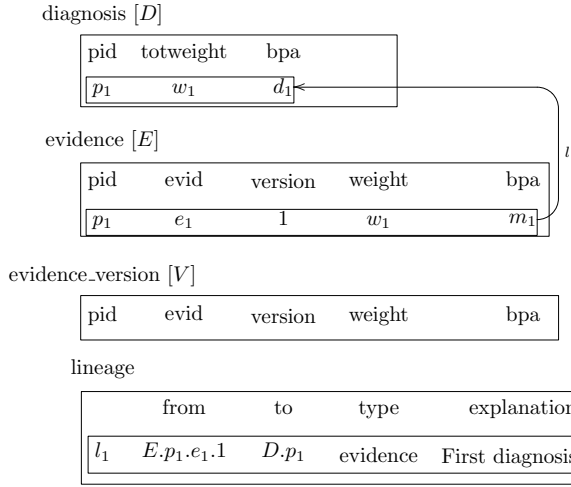 diagnosis [D]
pid totweight bpa
p1 w1 d1
evidence [E]
l
pid evid version weight bpa
p1 e1 1 w1 m1
evidence_version [V]
pid evid version weight bpa
lineage
from to type explanation
l1 E.p1.e1.1 D.p1 evidence First diagnosis